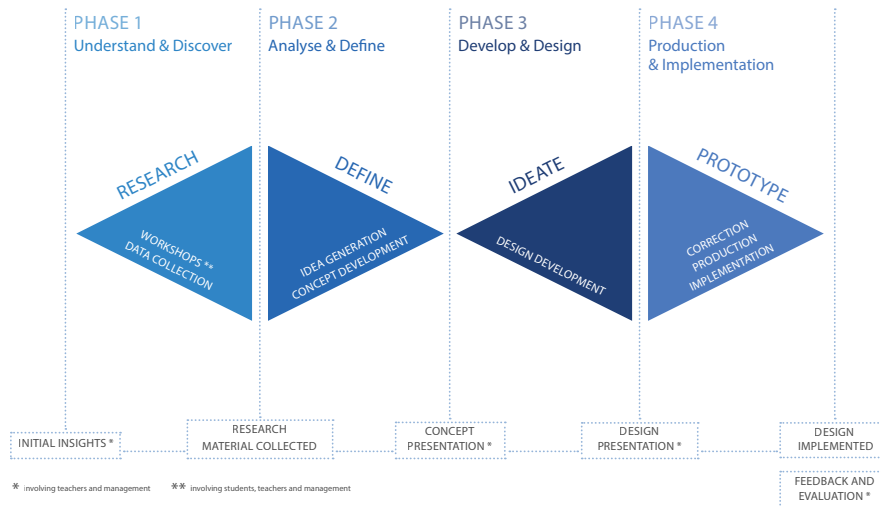 PHASE 1
Understand & Discover
PHASE 2
Analyse & Define
PHASE 3
Develop & Design
PHASE 4
Production
& Implementation
RESEARCH
WORKSHOPS **
DATA COLLECTION
DEFINE
IDEA GENERATION
CONCEPT DEVELOPMENT
IDEATE
DESIGN DEVELOPMENT
PROTOTYPE
CORRECTION
PRODUCTION
IMPLEMENTATION
INITIAL INSIGHTS *
RESEARCH
MATERIAL COLLECTED
CONCEPT
PRESENTATION *
DESIGN
PRESENTATION *
DESIGN
IMPLEMENTED
FEEDBACK AND
EVALUATION *
* involving teachers and management
** involving students, teachers and management